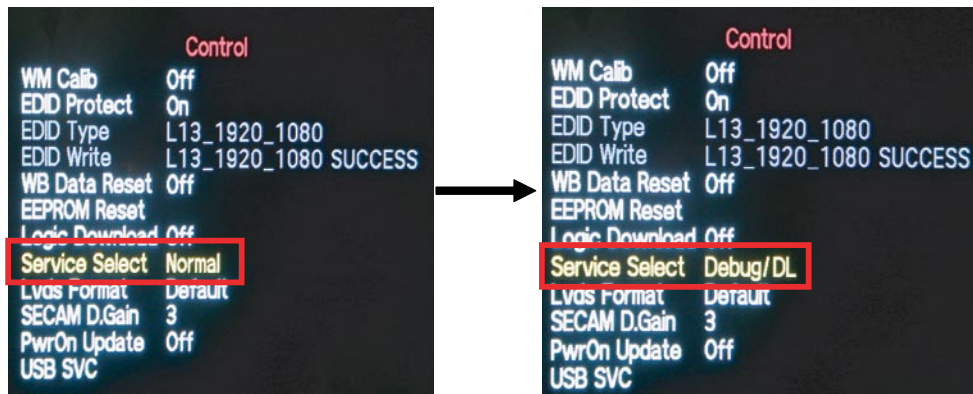 Control
WM Calib Off
EDID Protect On
EDID Type L13_1920_1080
EDID Write L13_1920_1080 SUCCESS
WB Data Reset Off
EEPROM Reset
Logic Download Off
Service Select Normal
Lvds Format Default
SECAM D.Gain 3
PwrOn Update Off
USB SVC
Control
WM Calib Off
EDID Protect On
EDID Type L13_1920_1080
EDID Write L13_1920_1080 SUCCESS
WB Data Reset Off
EEPROM Reset
Logic Download Off
Service Select Debug/DL
Lvds Format Default
SECAM D.Gain 3
PwrOn Update Off
USB SVC